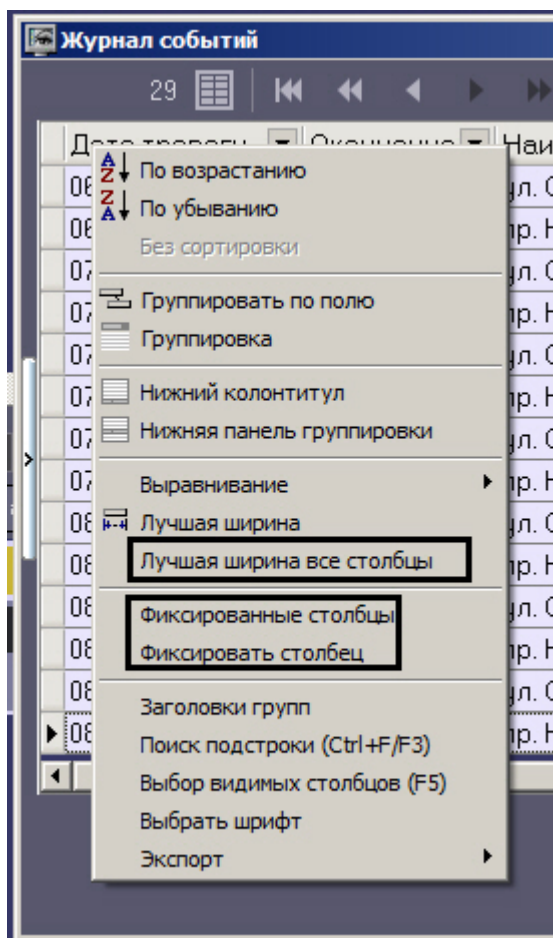 Журнал событий
29
По возрастанию
По убыванию
Без сортировки
Группировать по полю
Группировка
Нижний колонтитул
Нижняя панель группировки
Выравнивание
Лучшая ширина
Лучшая ширина все столбцы
Фиксированные столбцы
Фиксировать столбец
Заголовки групп
Поиск подстроки (Ctrl+F/F3)
Выбор видимых столбцов (F5)
Выбрать шрифт
Экспорт